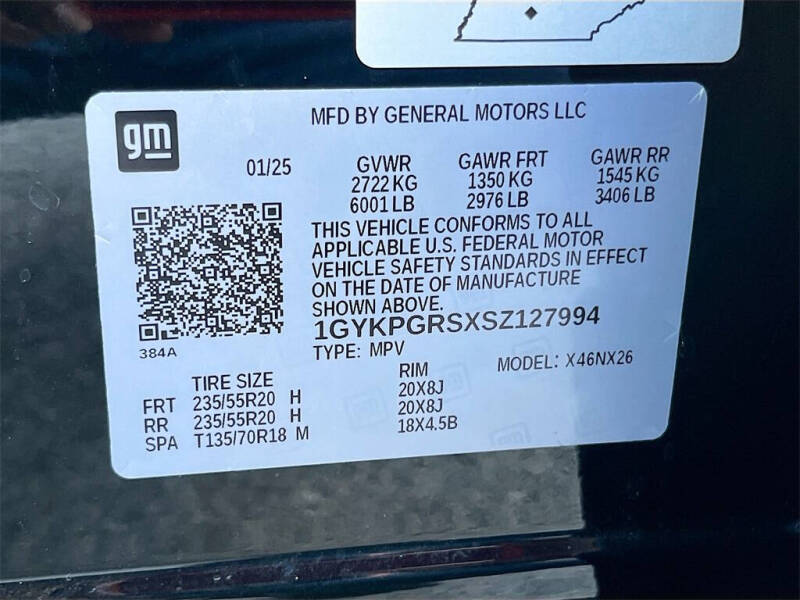 gm
MFD BY GENERAL MOTORS LLC
01/25
GVWR GAWR FRT GAWR RR
2722 KG 1350 KG 1545 KG
6001 LB 2976 LB 3406 LB
THIS VEHICLE CONFORMS TO ALL
APPLICABLE U.S. FEDERAL MOTOR
VEHICLE SAFETY STANDARDS IN EFFECT
ON THE DATE OF MANUFACTURE
SHOWN ABOVE.
1GYKPGRSXSZ127994
384A
TYPE: MPV MODEL: X46NX26
TIRE SIZE RIM
FRT 235/55R20 H 20X8J
RR 235/55R20 H 20X8J
SPA T135/70R18 M 18X4.5B